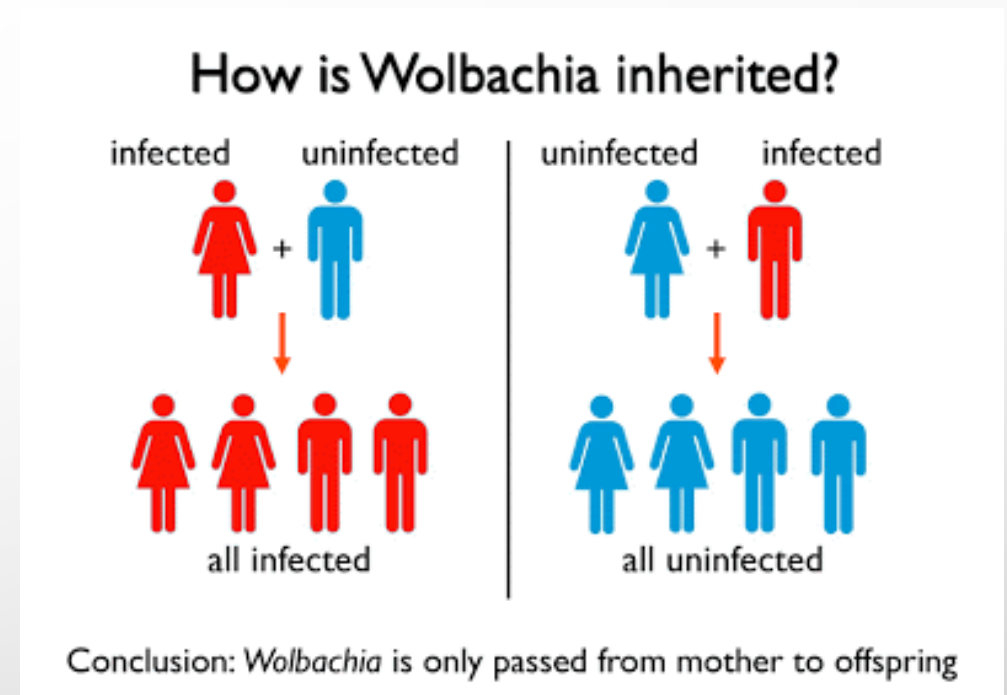 How is Wolbachia inherited?
infected uninfected
+
all infected
uninfected infected
+
all uninfected
Conclusion: Wolbachia is only passed from mother to offspring